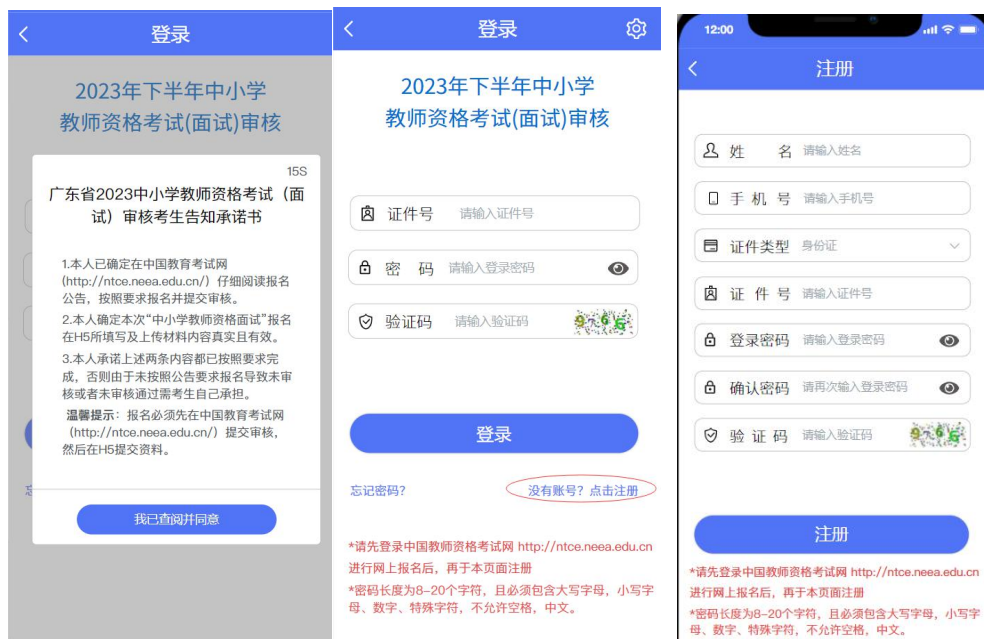 登录
2023年下半年中小学
教师资格考试(面试)审核
15S
广东省2023中小学教师资格考试（面
试）审核考生告知承诺书
1.本人已确定在中国教育考试网
(http://ntce.neea.edu.cn/）仔细阅读报名
公告，按照要求报名并提交审核。
2.本人确定本次“中小学教师资格面试”报名
在H5所填写及上传材料内容真实且有效。
3.本人承诺上述两条内容都已按照要求完
成，否则由于未按照公告要求报名导致未审
核或者未审核通过需考生自己承担。
温馨提示：报名必须先在中国教育考试网
（http://ntce.neea.edu.cn/）提交审核，
然后在H5提交资料。
我已查阅并同意
登录
2023年下半年中小学
教师资格考试(面试)审核
证件号 请输入证件号
密 码 请输入登录密码
验证码 请输入验证码
登录
忘记密码？ 没有账号？点击注册
*请先登录中国教师资格考试网 http://ntce.neea.edu.cn
进行网上报名后，再于本页面注册
*密码长度为8-20个字符，且必须包含大写字母，小写字
母、数字、特殊字符，不允许空格，中文。
12:00
注册
姓 名 请输入姓名
手 机 号 请输入手机号
证件类型 身份证
证 件 号 请输入证件号
登录密码 请输入登录密码
确认密码 请再次输入登录密码
验 证 码 请输入验证码
注册
*请先登录中国教师资格考试网 http://ntce.neea.edu.cn
进行网上报名后，再于本页面注册
*密码长度为8-20个字符，且必须包含大写字母，小写字
母、数字、特殊字符，不允许空格，中文。